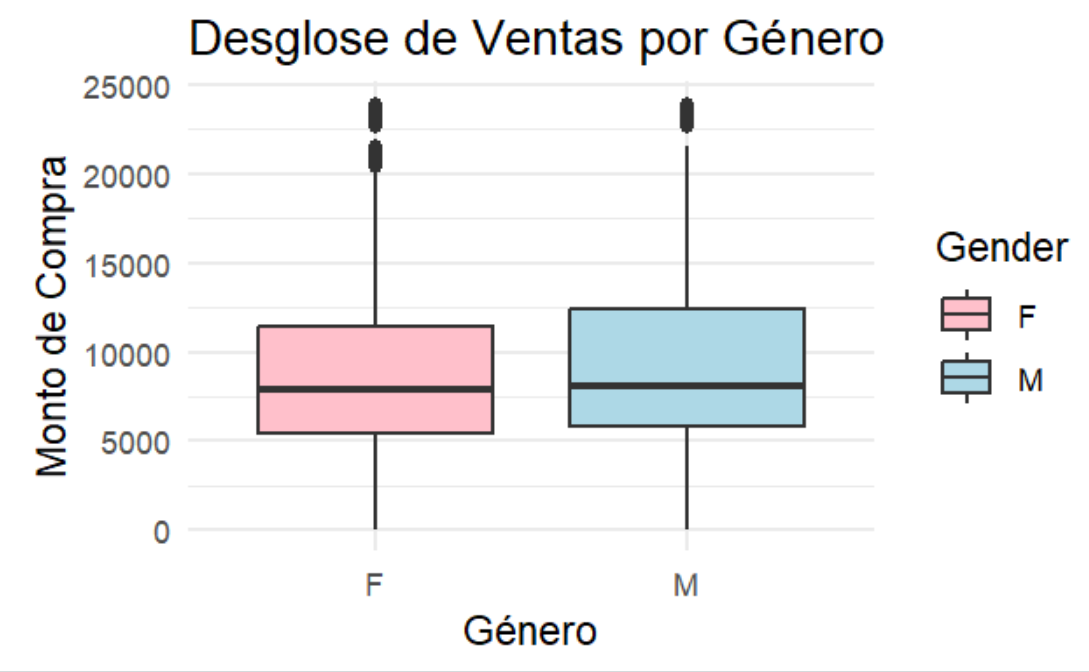 Desglose de Ventas por Género
Monto de Compra
25000
20000
15000
10000
5000
0
F
M
Género
Gender
F
M